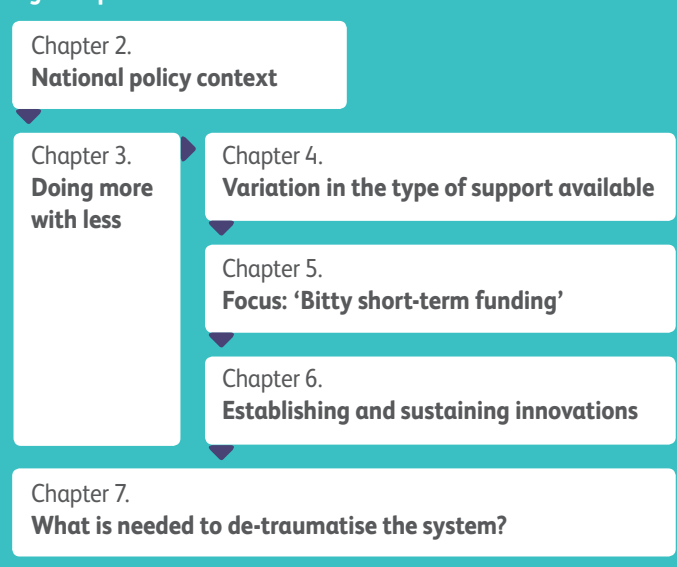 Chapter 2.
National policy context
Chapter 3.
Doing more
with less
Chapter 4.
Variation in the type of support available
Chapter 5.
Focus: ‘Bitty short-term funding’
Chapter 6.
Establishing and sustaining innovations
Chapter 7.
What is needed to de-traumatise the system?